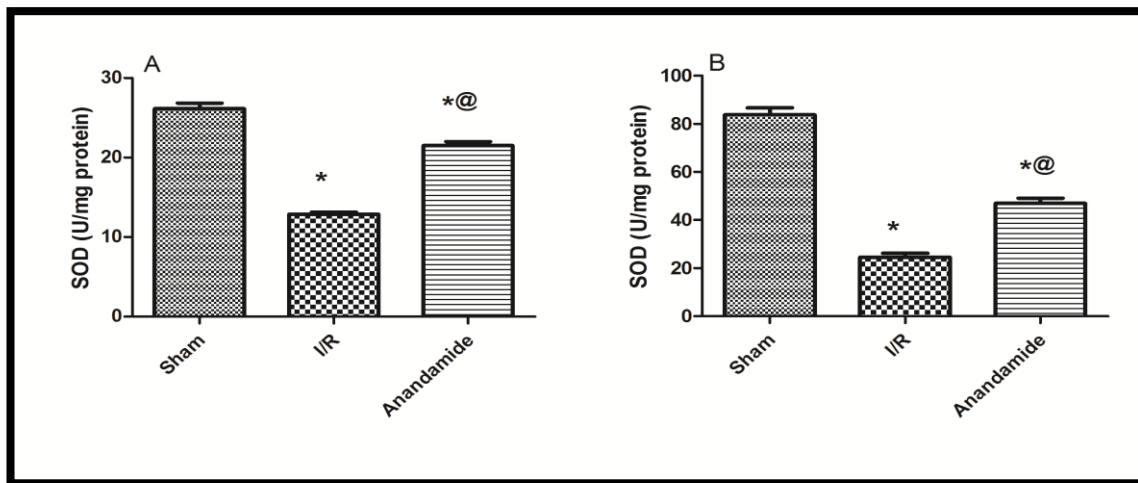 A
SOD (U/mg protein)
30
20
10
0
*
*@
Sham
I/R
Anandamide
B
SOD (U/mg protein)
100
80
60
40
20
0
*
*@
Sham
I/R
Anandamide